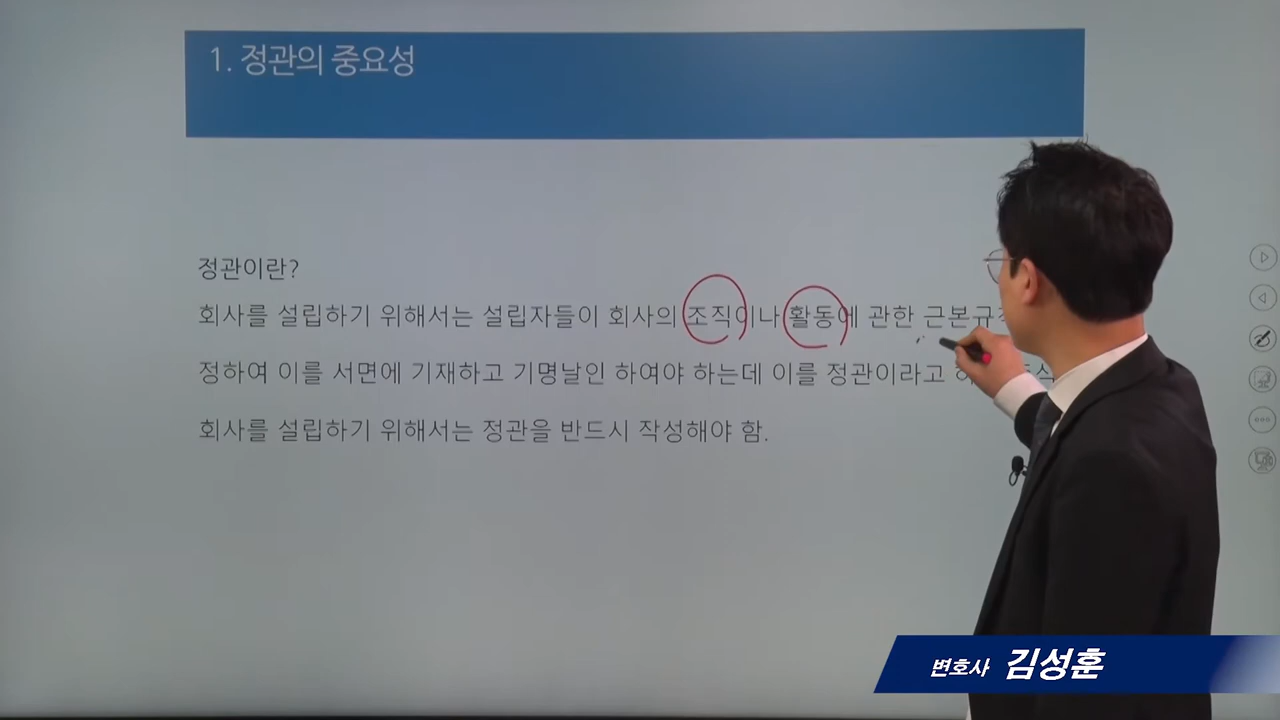 1. 정관의 중요성
정관이란?
회사를 설립하기 위해서는 설립자들이 회사의 조직이나 활동에 관한
정하여 이를 서면에 기재하고 기명날인 하여야 하는데 이를 정관이라고
회사를 설립하기 위해서는 정관을 반드시 작성해야 함.
변호사 김성훈